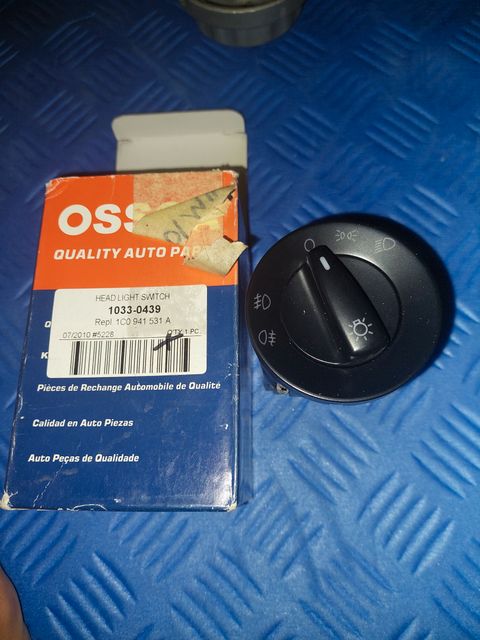 OSS
QUALITY AUTO PAR
HEAD LIGHT SWITCH
1033-0439
Repl. 1C0 941 531 A
07/2010 #5228
QTY 1 PC.
Q
K
Pièces de Rechange Automobile de Qualité
Calidad en Auto Piezas
Auto Peças de Qualidade